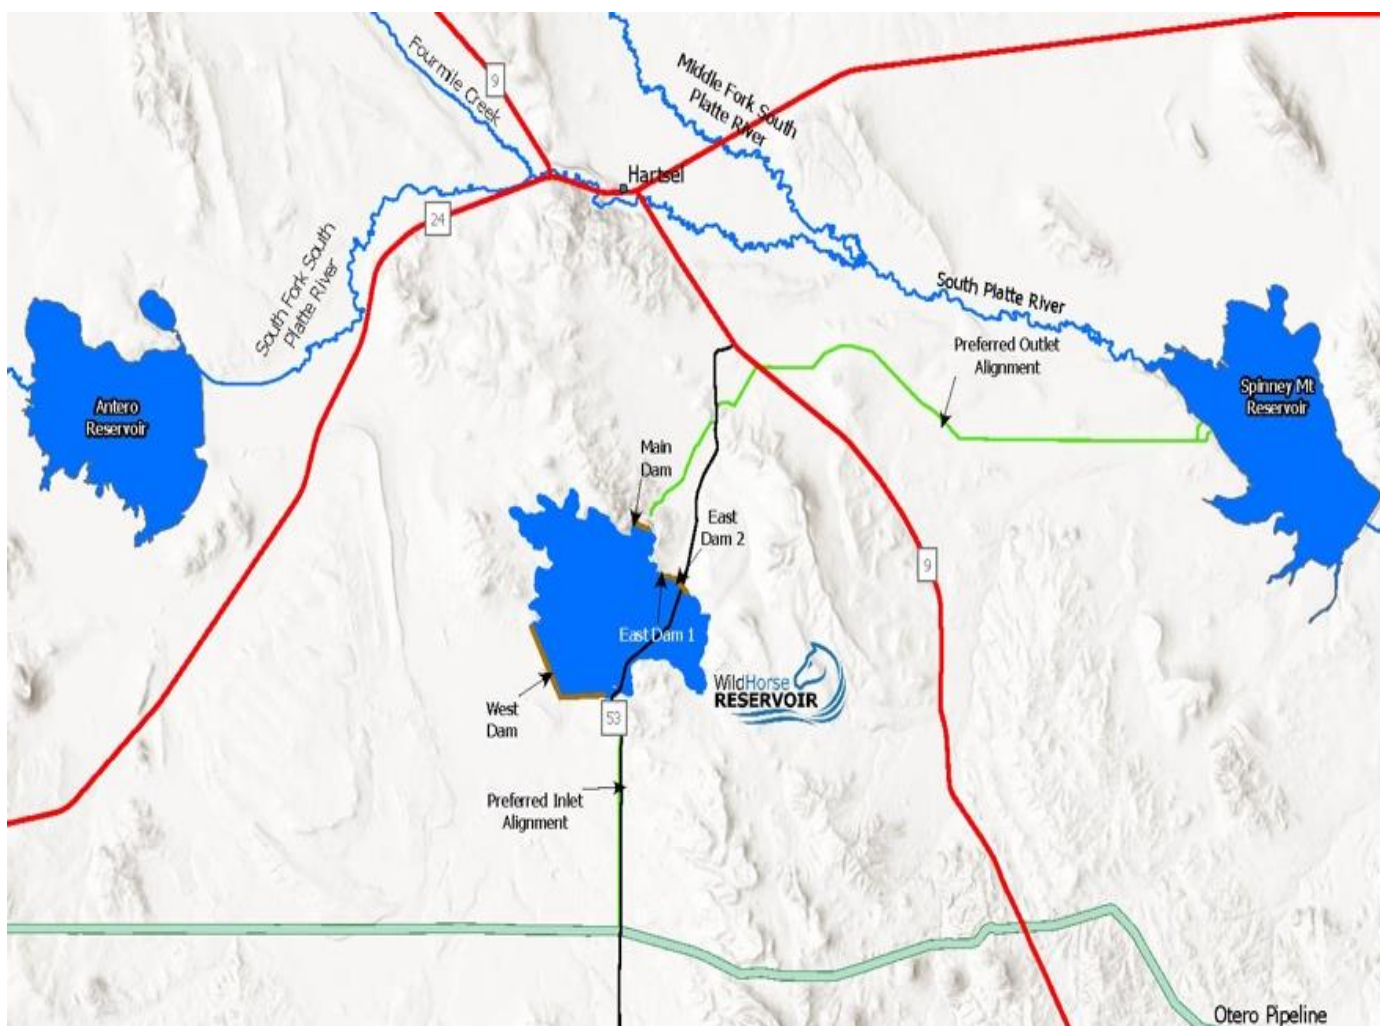 Fourmile Creek
9
Middle Fork South
Platte River
Hartsel
24
South Fork South
Platte River
South Platte River
Preferred Outlet
Alignment
Spinney Mt
Reservoir
Antero
Reservoir
Main
Dam
East
Dam 2
9
East Dam 1
WildHorse
RESERVOIR
West
Dam
53
Preferred Inlet
Alignment
Otero Pipeline